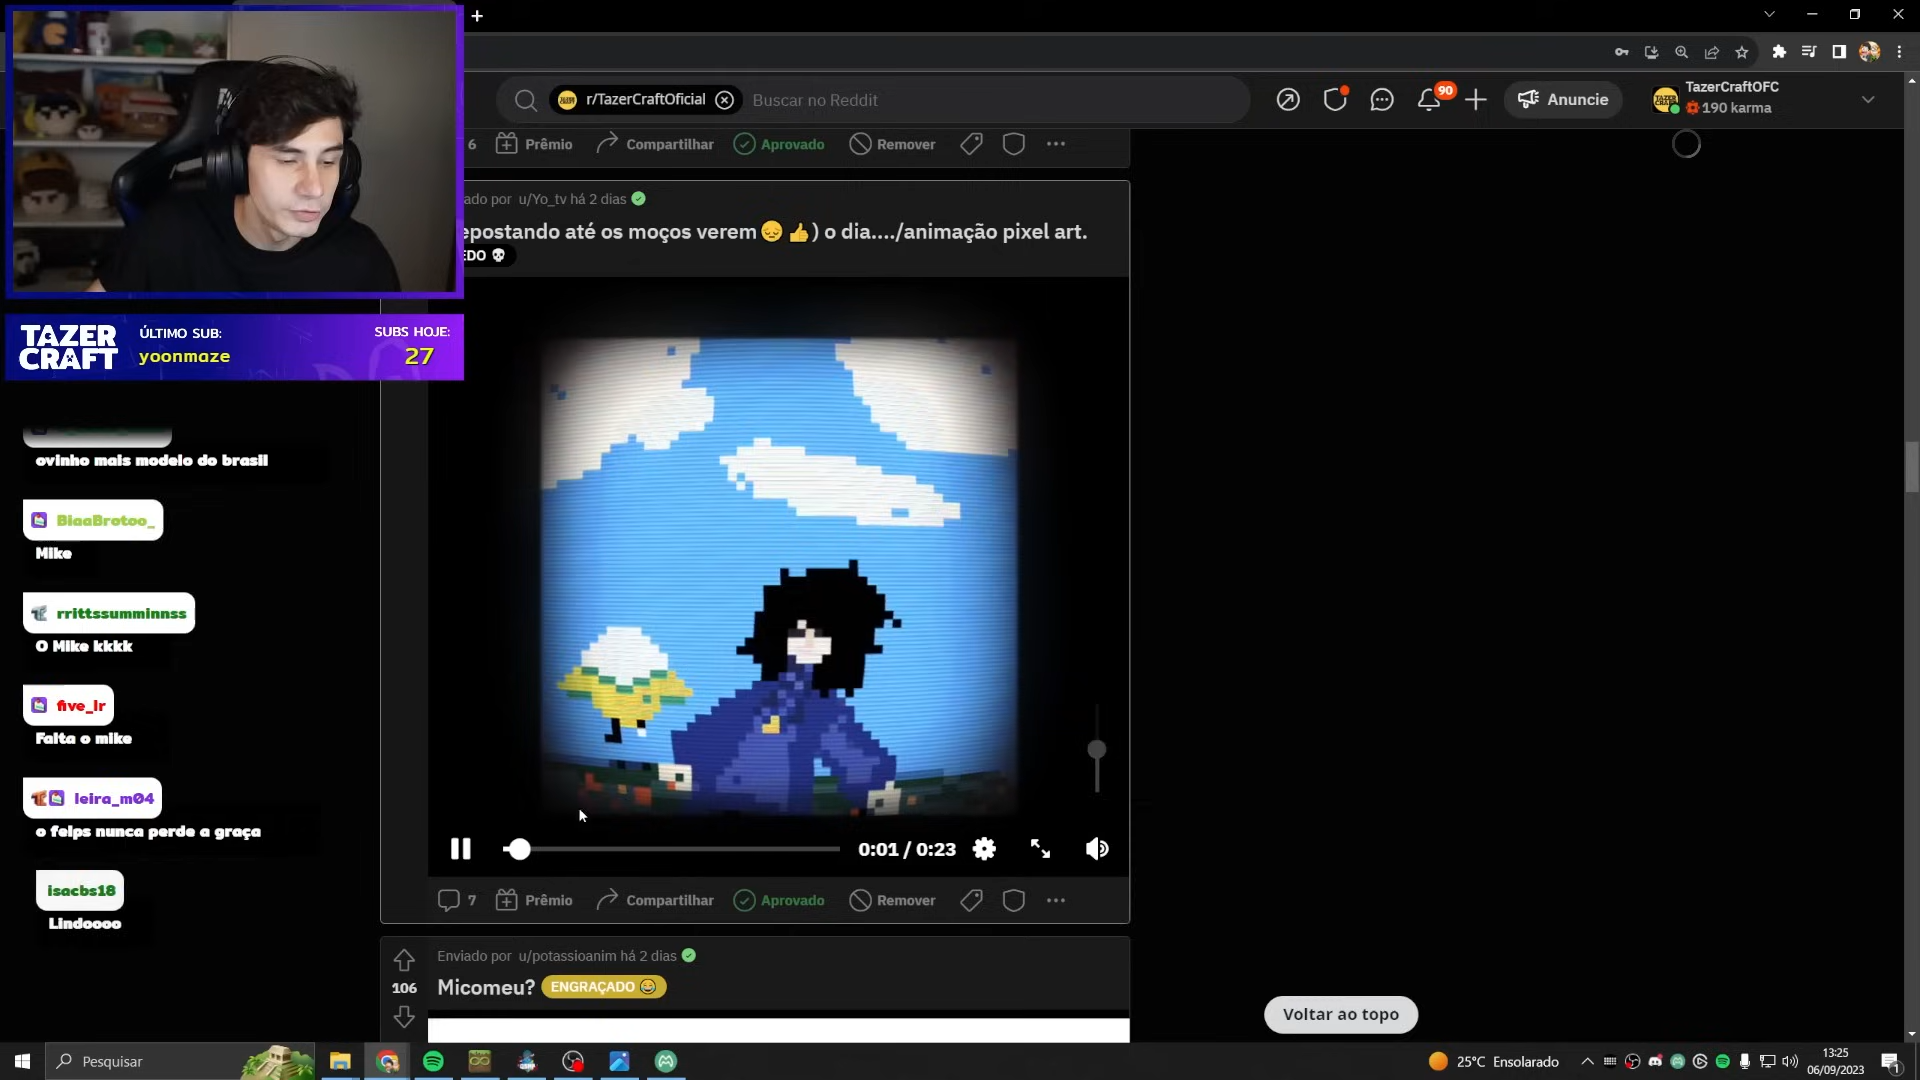 r/TazerCraftOficial
Buscar no Reddit
90
Anuncie
TazerCraftOFC
190 karma
6
Prêmio
Compartilhar
Aprovado
Remover
ado por u/Yo_tv há 2 dias
epostando até os moços verem😔👍) o dia..../animação pixel art.
EDO 💀
TAZER
CRAFT
ÚLTIMO SUB:
yoonmaze
SUBS HOJE:
27
ovinho mais modelo do brasil
BiaaBrotoo_
Mike
rrittssumminnss
O Mike kkkk
five_lr
Falta o mike
leira_m04
o felps nunca perde a graça
isacbs18
Lindoooo
0:01 / 0:23
7
Prêmio
Compartilhar
Aprovado
Remover
Enviado por u/potassioanim há 2 dias
106
Micomeu?
ENGRAÇADO 😂
Voltar ao topo
Pesquisar
25°C Ensolarado
13:25
06/09/2023
1